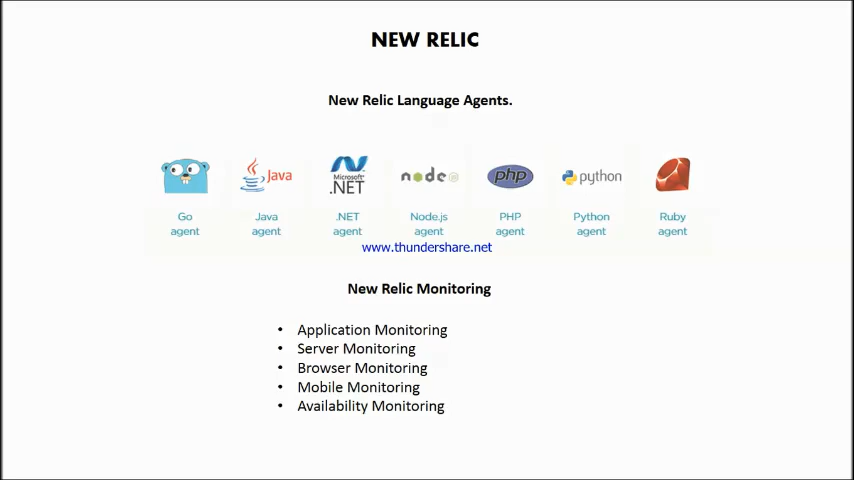 NEW RELIC
New Relic Language Agents.
Java
Microsoft
.NET
node
php
python
Go agent
Java agent
.NET agent
Node.js agent
PHP agent
Python agent
Ruby agent
www.thundershare.net
New Relic Monitoring
• Application Monitoring
• Server Monitoring
• Browser Monitoring
• Mobile Monitoring
• Availability Monitoring